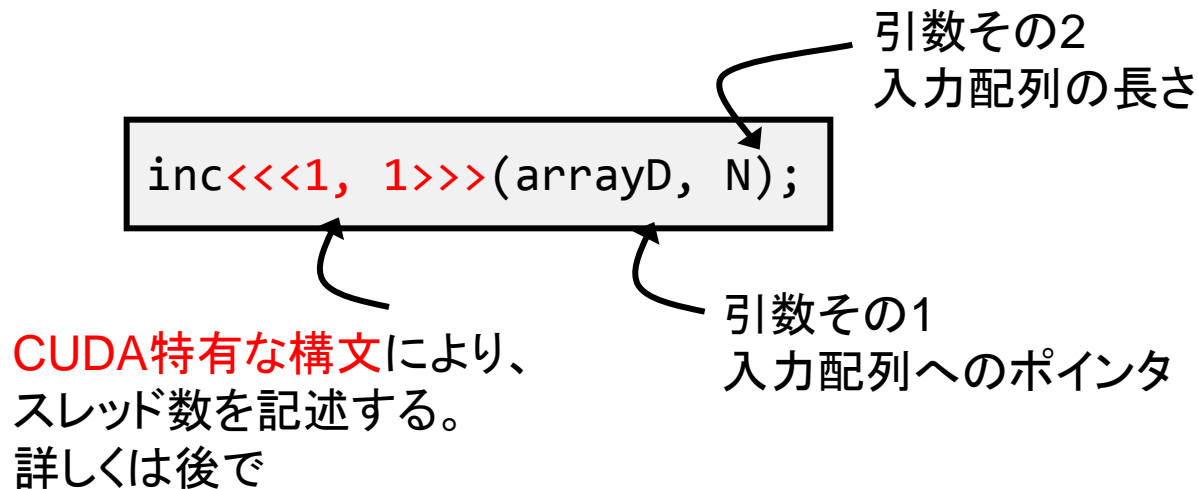 引数その2
入力配列の長さ
inc<<<1, 1>>>(arrayD, N);
引数その1
入力配列へのポインタ
CUDA特有な構文により、
スレッド数を記述する。
詳しくは後で